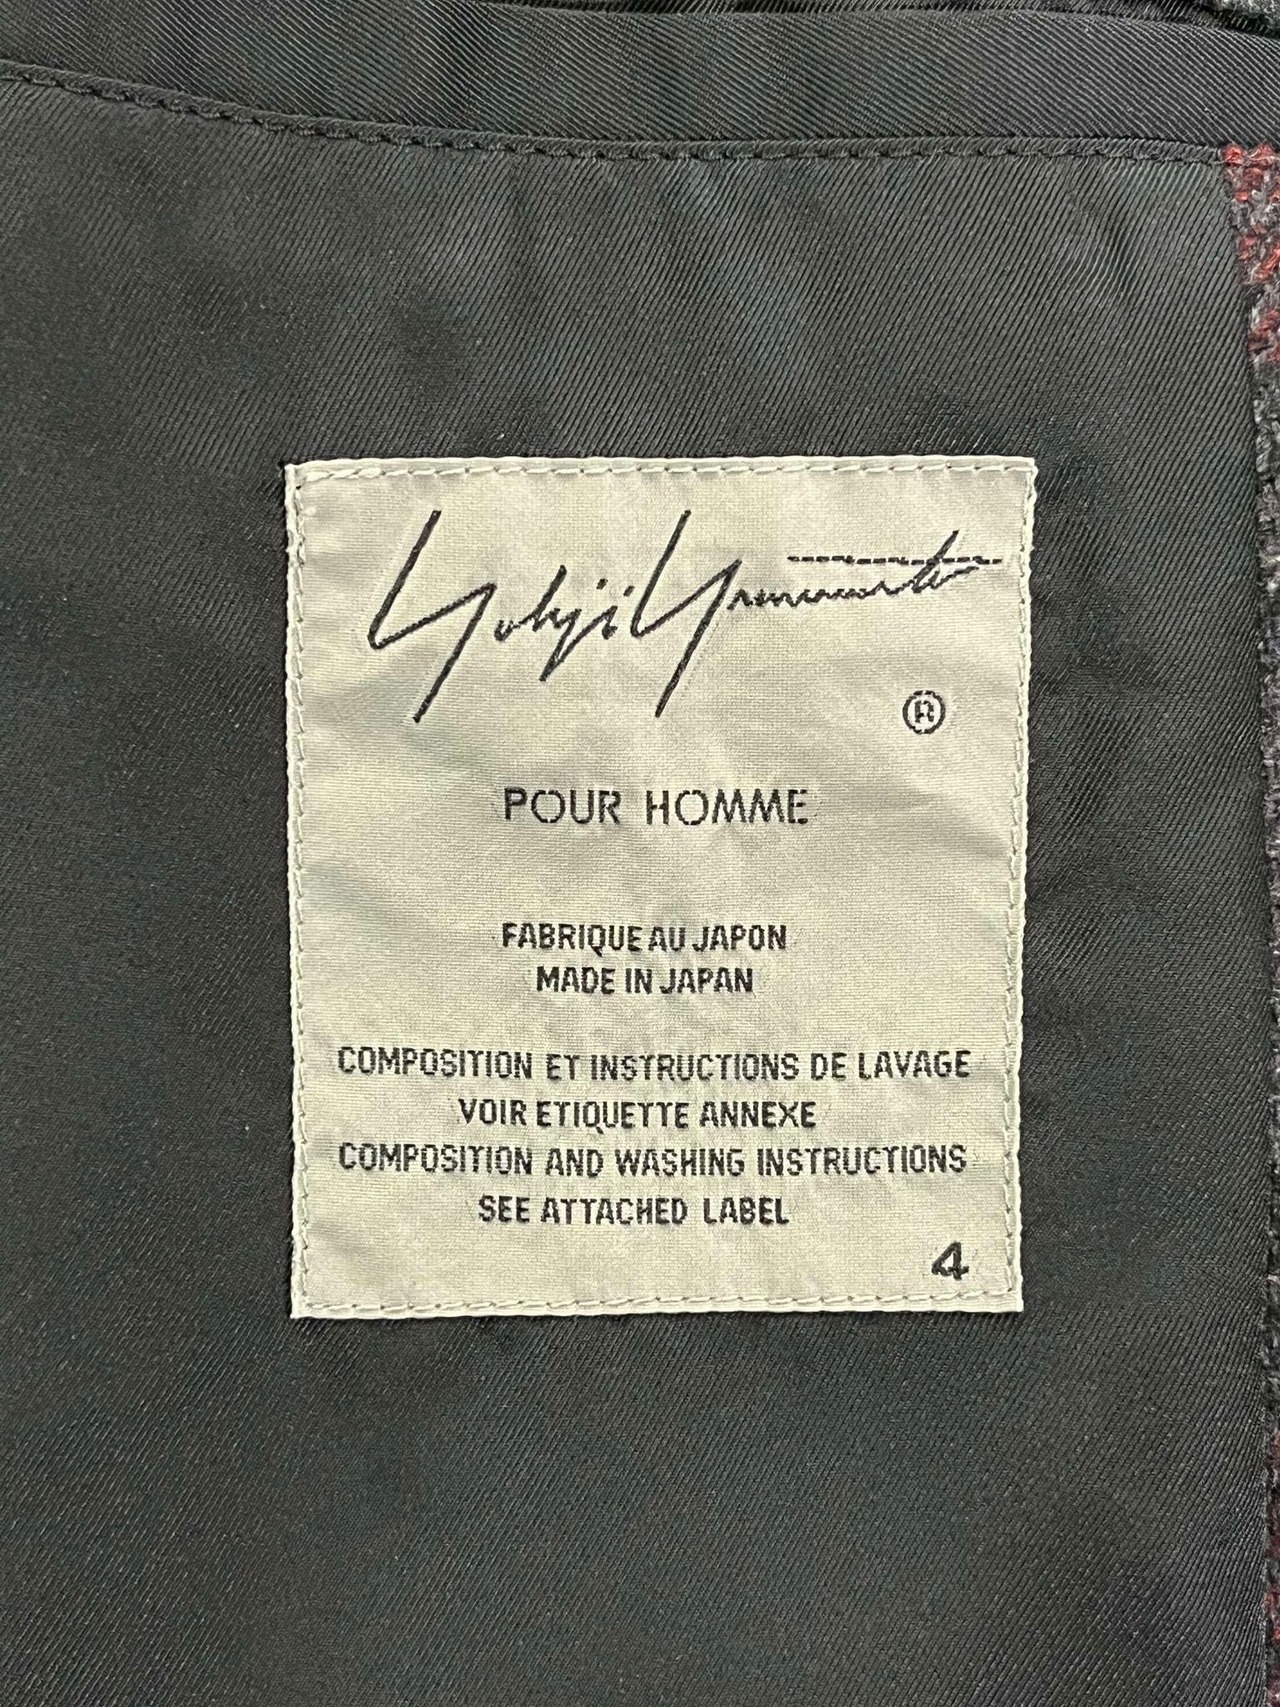 Yohji Yamamoto
®
POUR HOMME
FABRIQUE AU JAPON
MADE IN JAPAN
COMPOSITION ET INSTRUCTIONS DE LAVAGE
VOIR ETIQUETTE ANNEXE
COMPOSITION AND WASHING INSTRUCTIONS
SEE ATTACHED LABEL
4